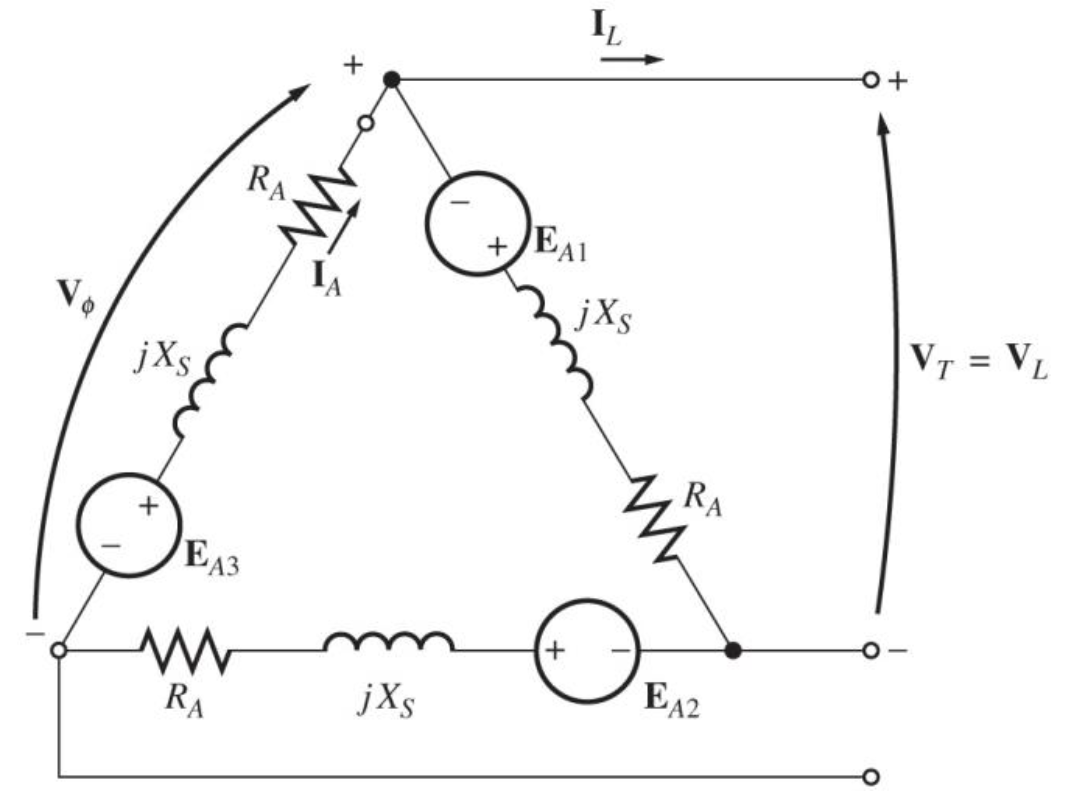 I_L
+
+
R_A
−
+
E_A1
I_A
V_ϕ
jX_S
jX_S
V_T = V_L
+
R_A
−
E_A3
−
+
−
−
R_A
jX_S
E_A2